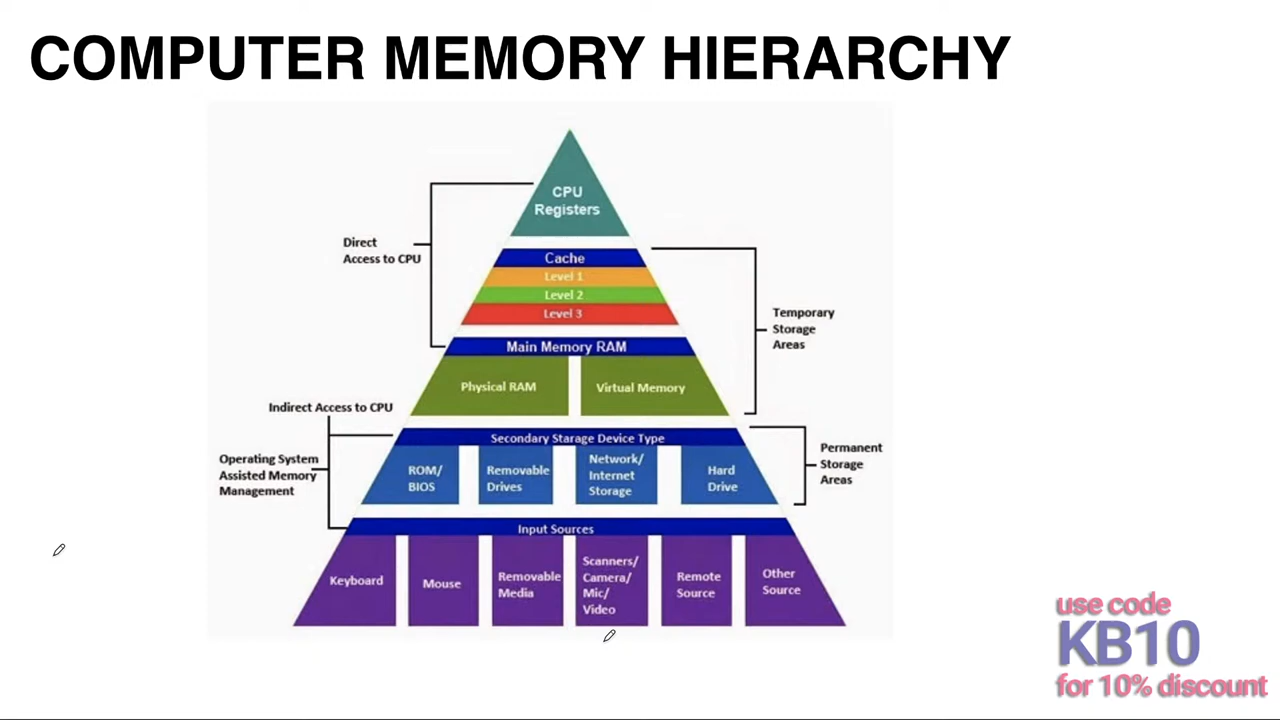 COMPUTER MEMORY HIERARCHY
CPU
Registers
Direct
Access to CPU
Cache
Level 1
Level 2
Level 3
Temporary
Storage
Areas
Main Memory RAM
Physical RAM
Virtual Memory
Indirect Access to CPU
Secondary Starage Device Type
Operating System
Assisted Memory
Management
ROM/
BIOS
Removable
Drives
Network/
Internet
Storage
Hard
Drive
Permanent
Storage
Areas
Input Sources
Keyboard
Mouse
Removable
Media
Scanners/
Camera/
Mic/
Video
Remote
Source
Other
Source
use code
KB10
for 10% discount